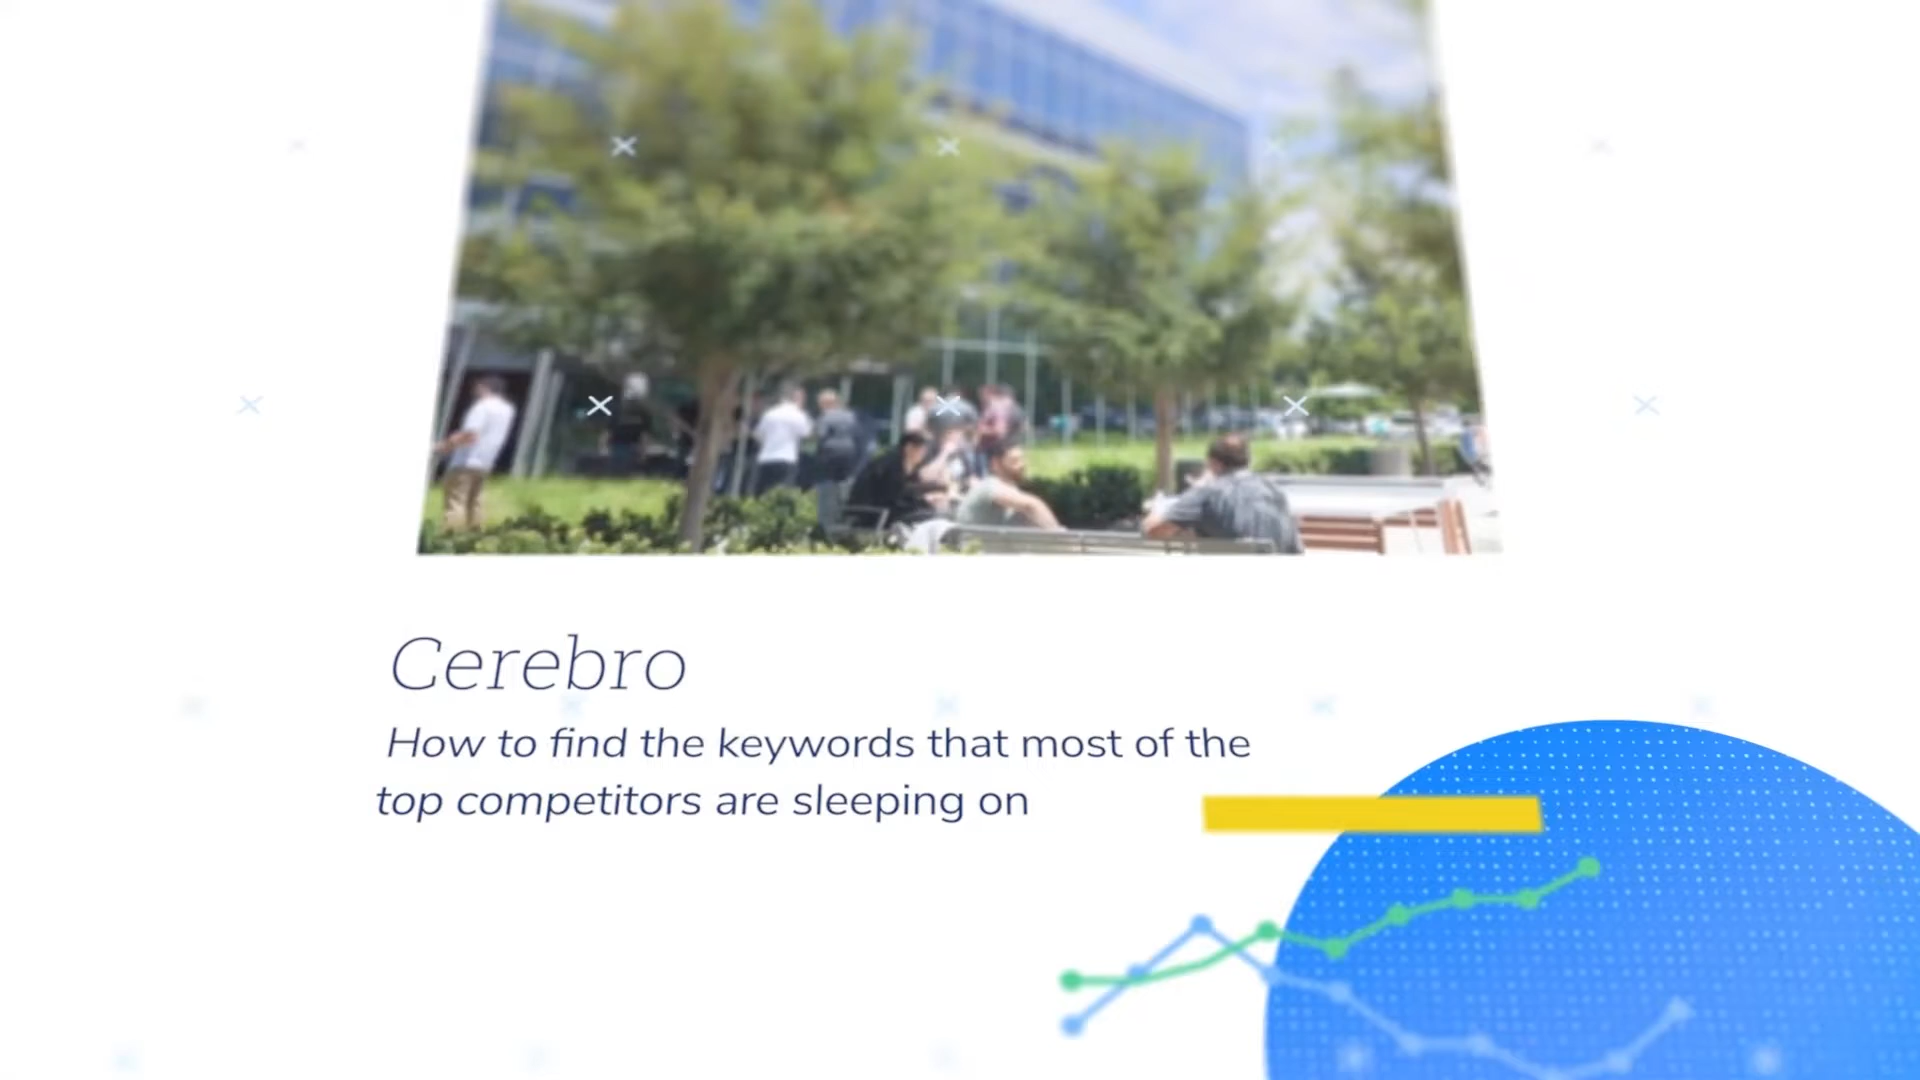 Cerebro
How to find the keywords that most of the
top competitors are sleeping on